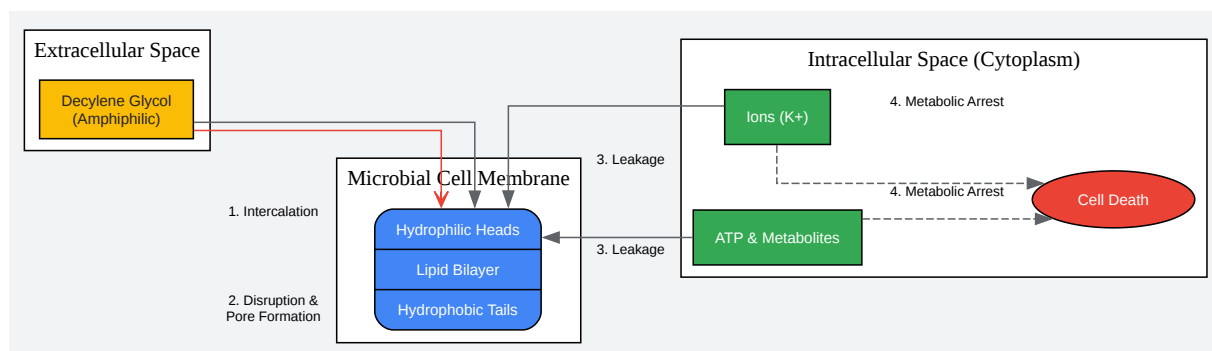 Extracellular Space
Decylene Glycol
(Amphiphilic)
Intracellular Space (Cytoplasm)
Ions (K+)
4. Metabolic Arrest
3. Leakage
Microbial Cell Membrane
4. Metabolic Arrest
Cell Death
1. Intercalation
Hydrophilic Heads
ATP & Metabolites
3. Leakage
Lipid Bilayer
2. Disruption &
Pore Formation
Hydrophobic Tails